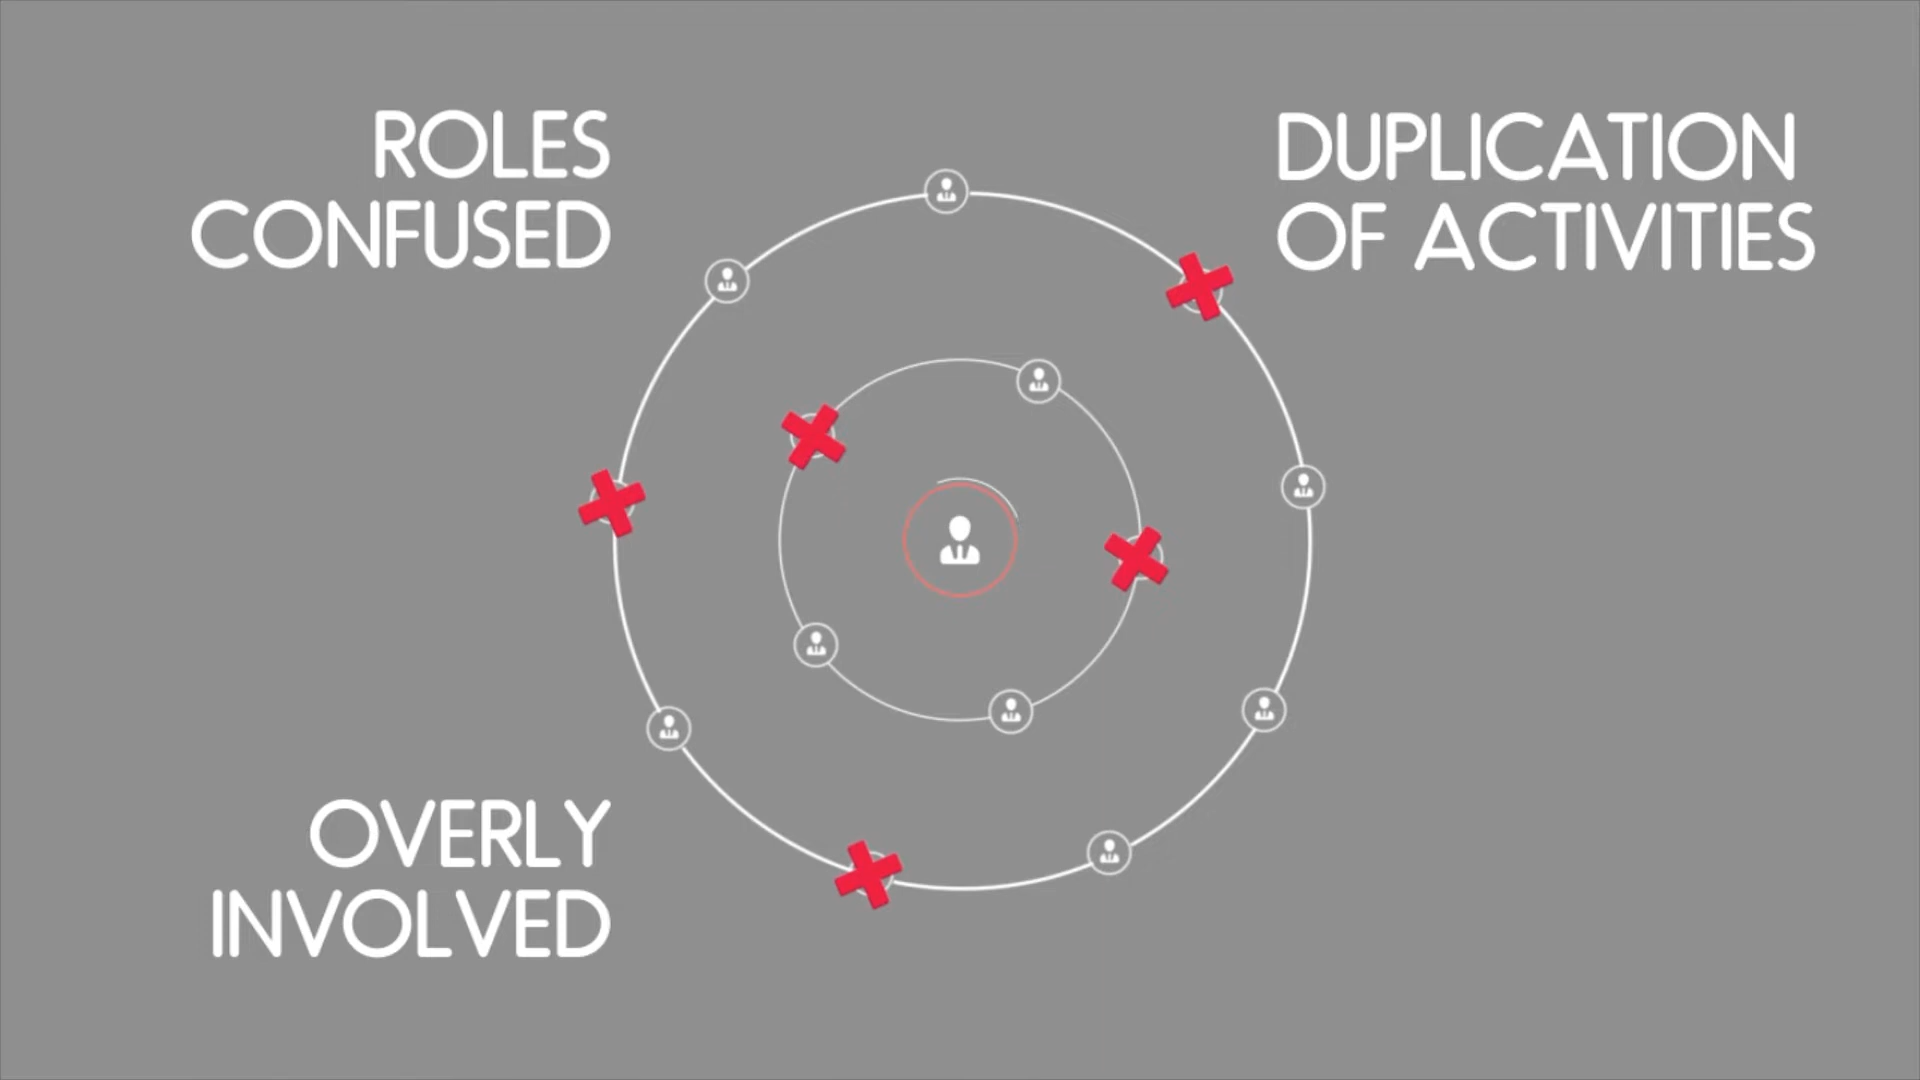 ROLES
CONFUSED
DUPLICATION
OF ACTIVITIES
OVERLY
INVOLVED